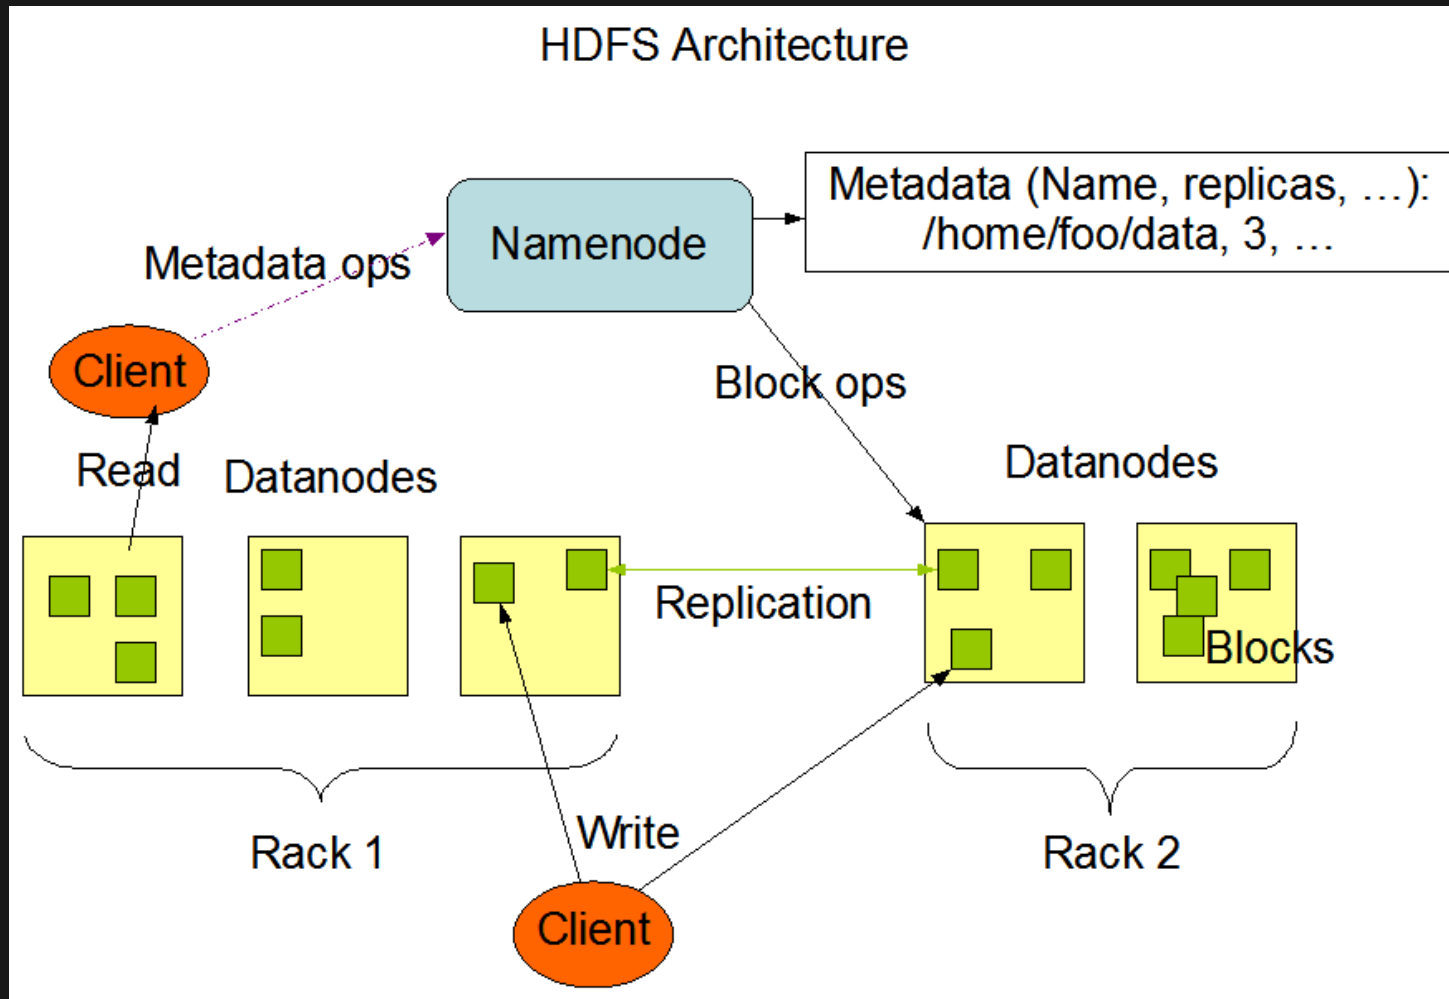 HDFS Architecture
Metadata (Name, replicas, …):
/home/foo/data, 3, …
Namenode
Metadata ops
Client
Block ops
Read
Datanodes
Datanodes
Replication
Blocks
Rack 1
Write
Rack 2
Client